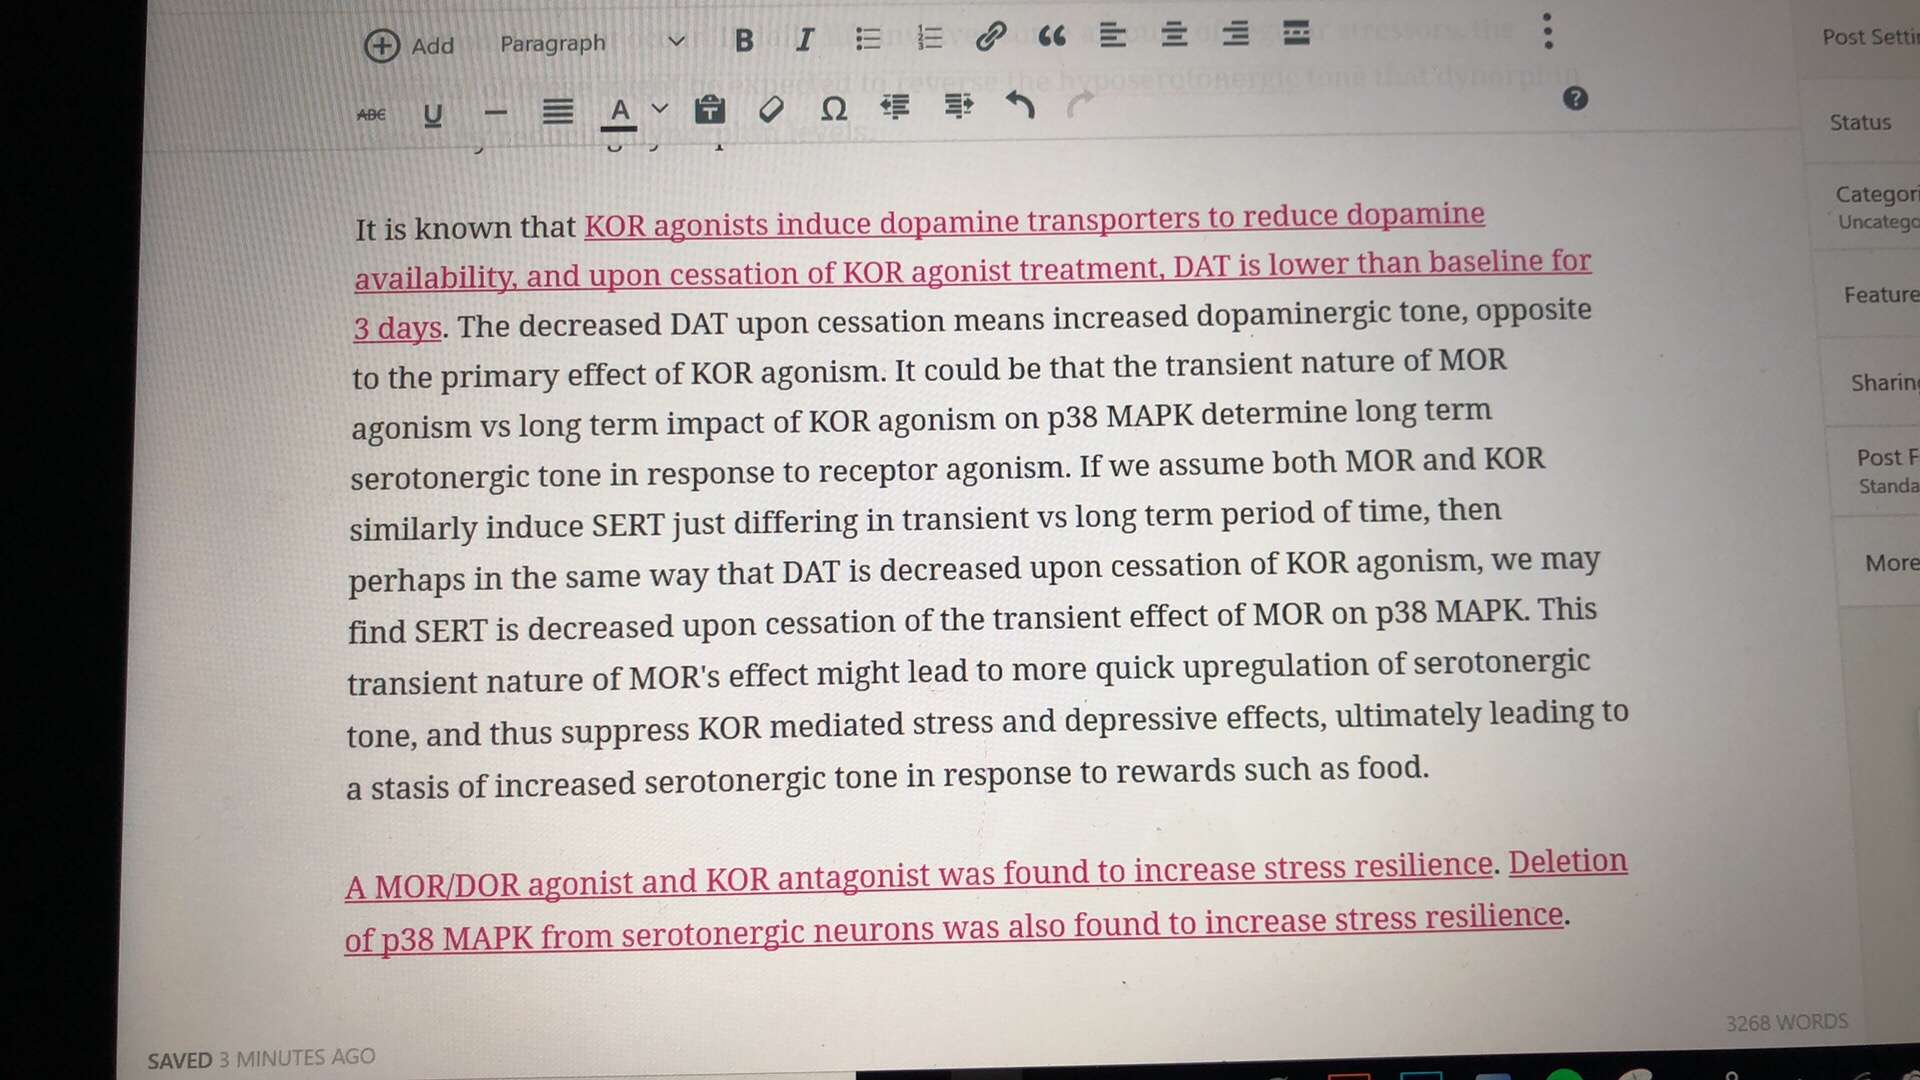 Add Paragraph B I
Post Settin
ABC U A Ω
Status
Categori
Uncatego
Feature
Sharing
Post F
Standa
More
It is known that KOR agonists induce dopamine transporters to reduce dopamine
availability, and upon cessation of KOR agonist treatment, DAT is lower than baseline for
3 days. The decreased DAT upon cessation means increased dopaminergic tone, opposite
to the primary effect of KOR agonism. It could be that the transient nature of MOR
agonism vs long term impact of KOR agonism on p38 MAPK determine long term
serotonergic tone in response to receptor agonism. If we assume both MOR and KOR
similarly induce SERT just differing in transient vs long term period of time, then
perhaps in the same way that DAT is decreased upon cessation of KOR agonism, we may
find SERT is decreased upon cessation of the transient effect of MOR on p38 MAPK. This
transient nature of MOR's effect might lead to more quick upregulation of serotonergic
tone, and thus suppress KOR mediated stress and depressive effects, ultimately leading to
a stasis of increased serotonergic tone in response to rewards such as food.
A MOR/DOR agonist and KOR antagonist was found to increase stress resilience. Deletion
of p38 MAPK from serotonergic neurons was also found to increase stress resilience.
3268 WORDS
SAVED 3 MINUTES AGO